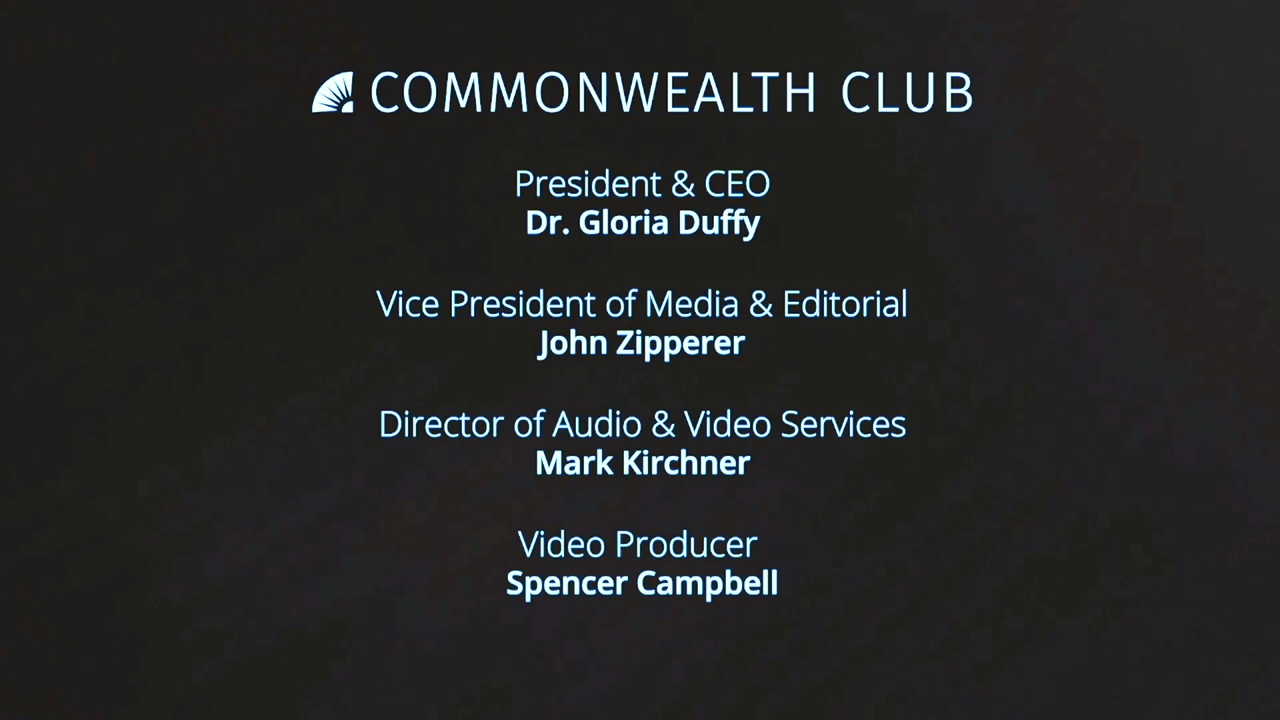 COMMONWEALTH CLUB
President & CEO
Dr. Gloria Duffy
Vice President of Media & Editorial
John Zipperer
Director of Audio & Video Services
Mark Kirchner
Video Producer
Spencer Campbell